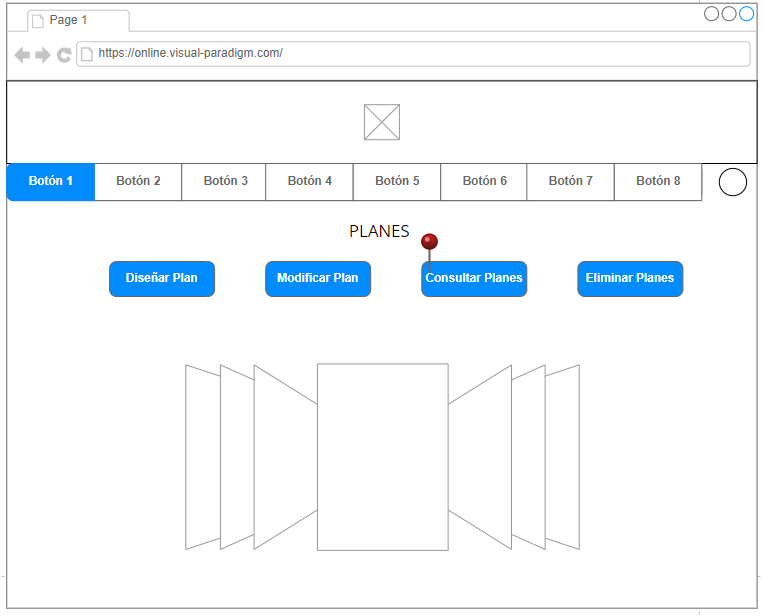 Page 1
https://online.visual-paradigm.com/
Botón 1 Botón 2 Botón 3 Botón 4 Botón 5 Botón 6 Botón 7 Botón 8
PLANES
Diseñar Plan Modificar Plan Consultar Planes Eliminar Planes